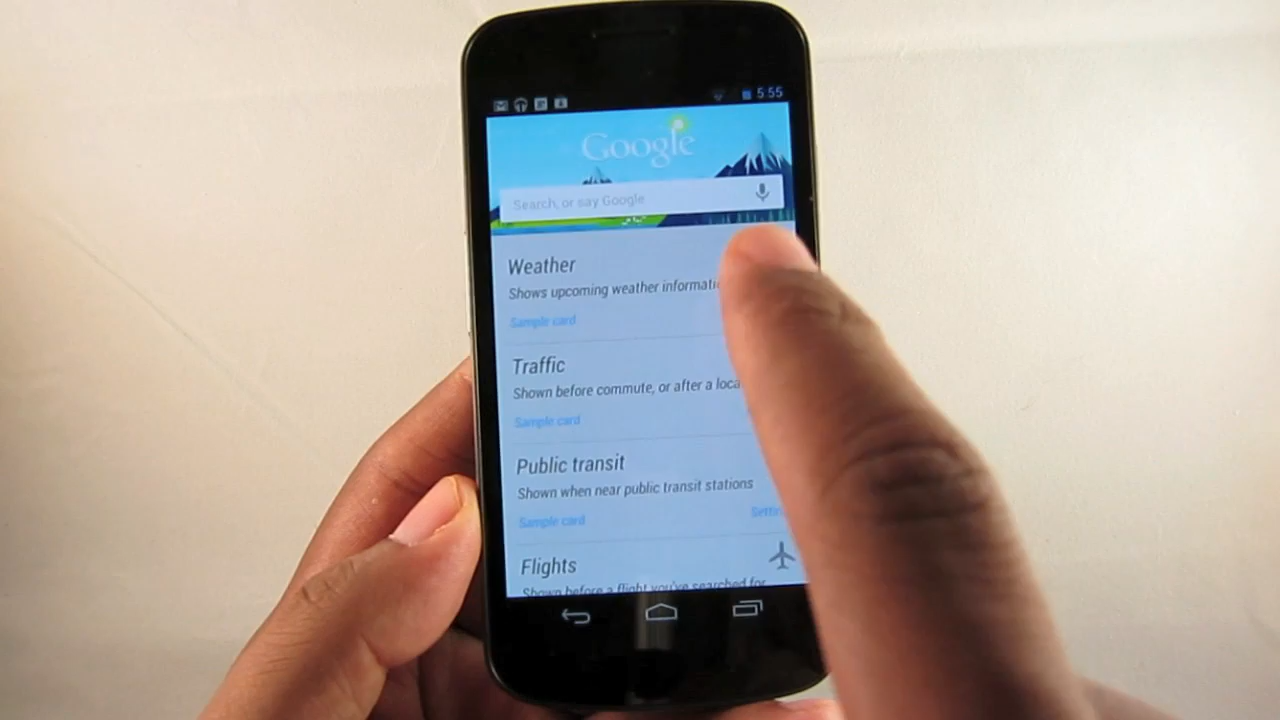 5:55
Google
Search, or say Google
Weather
Shows upcoming weather informati
Sample card
Traffic
Shown before commute, or after a loca
Sample card
Public transit
Shown when near public transit stations
Sample card
Settin
Flights
Shown before a flight you've searched for